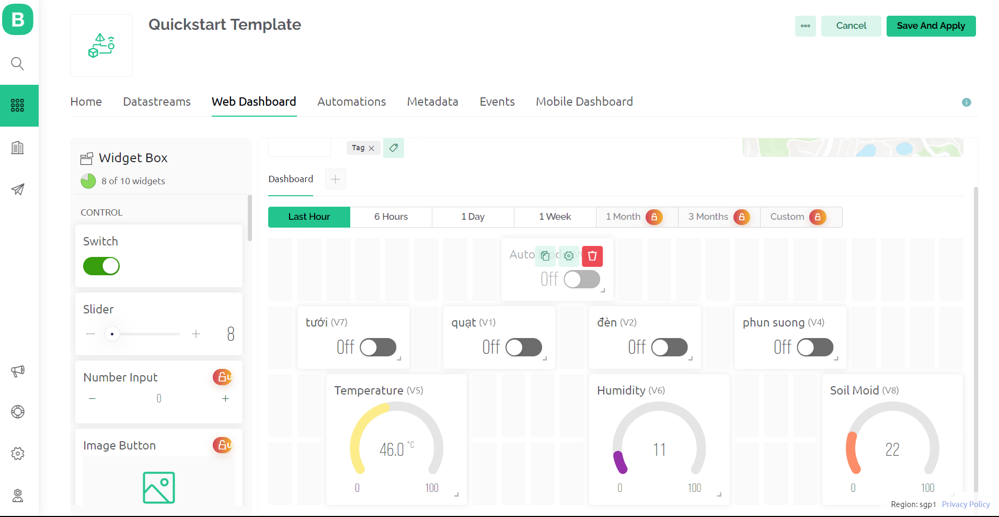 B
Quickstart Template
Cancel
Save And Apply
Home Datastreams Web Dashboard Automations Metadata Events Mobile Dashboard
Widget Box
8 of 10 widgets
CONTROL
Switch
Slider
8
Number Input
U
0
Image Button
U
Tag
Dashboard
Last Hour 6 Hours 1 Day 1 Week 1 Month 3 Months Custom
Auto
Off
tưới (V7)
Off
quạt (V1)
Off
đèn (V2)
Off
phun suong (V4)
Off
Temperature (V5)
46.0 °C
0 100
Humidity (V6)
11
0 100
Soil Moid (V8)
22
0 100
Region: sgp1 Privacy Policy